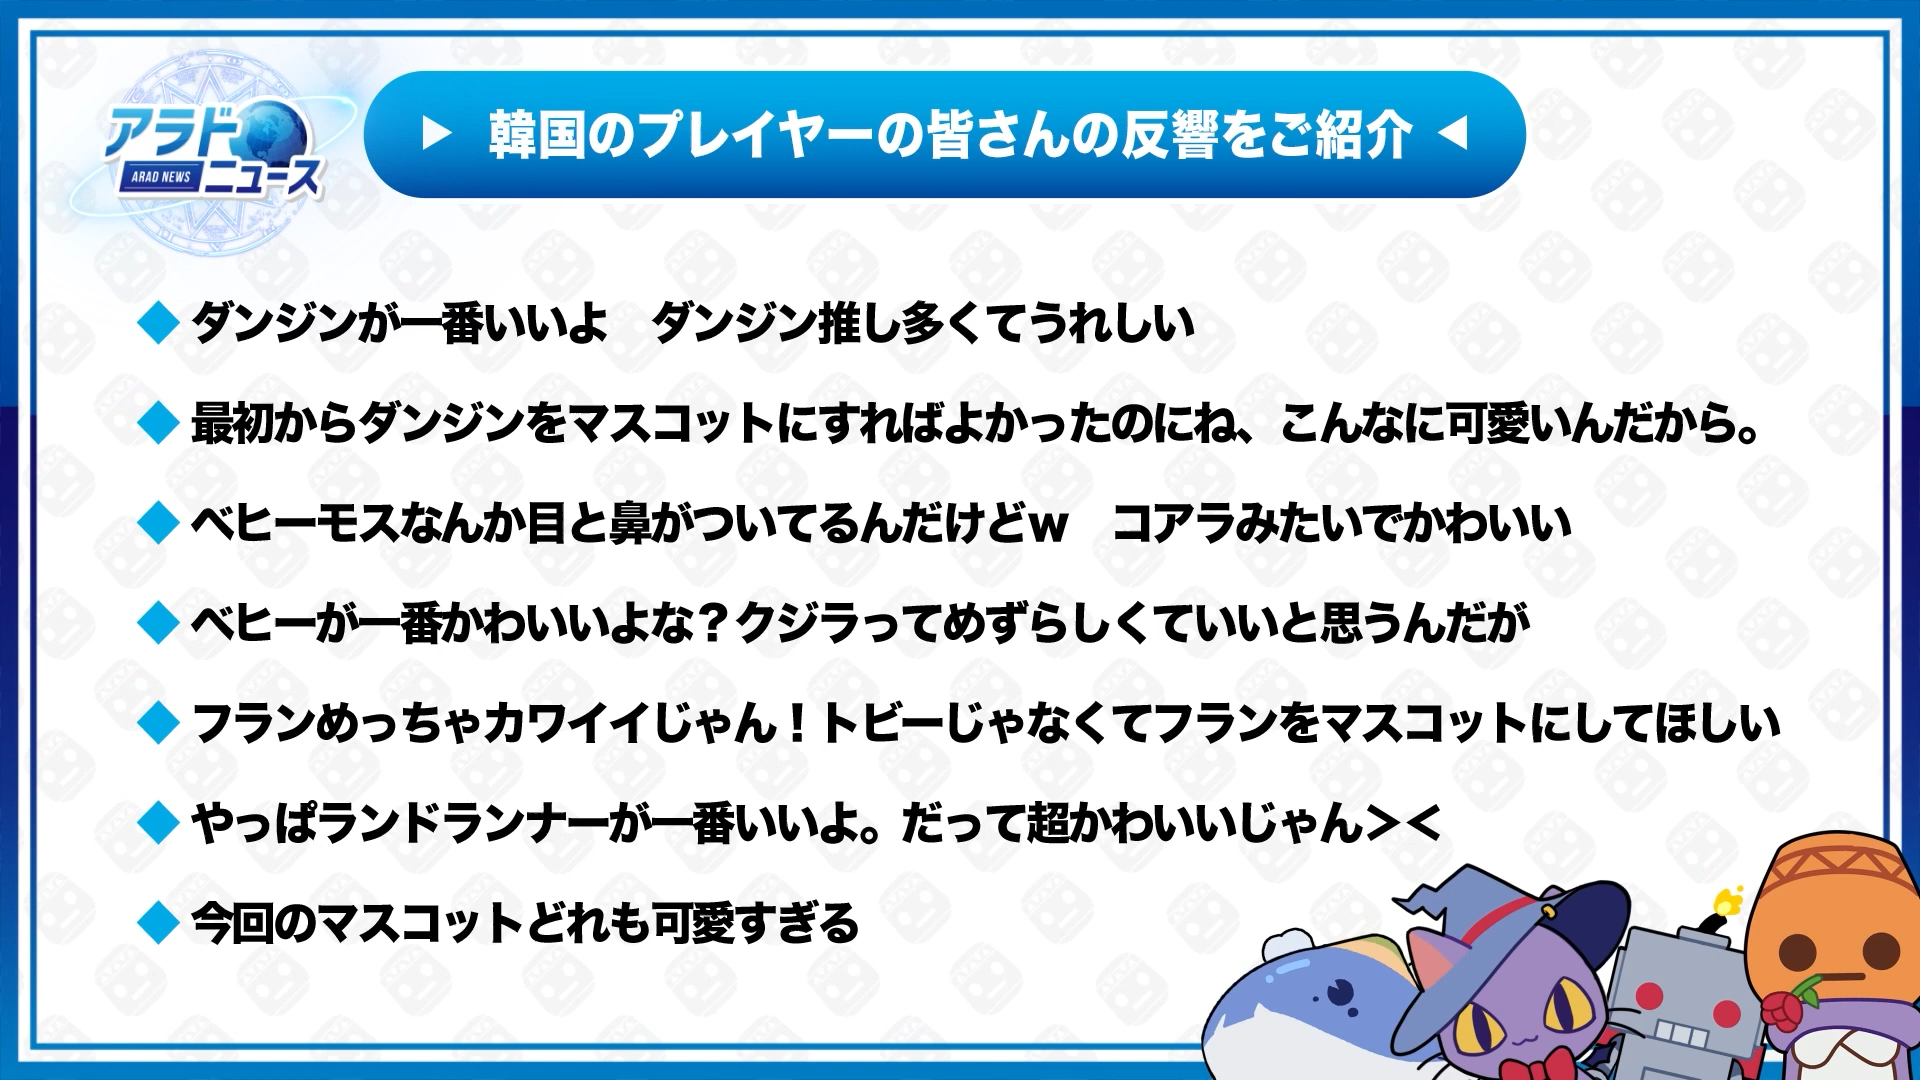 アラド
ARAD NEWS
ニュース
▶ 韓国のプレイヤーの皆さんの反響をご紹介 ◀
◆ ダンジンが一番いいよ　ダンジン推し多くてうれしい
◆ 最初からダンジンをマスコットにすればよかったのにね、こんなに可愛いんだから。
◆ ベヒーモスなんか目と鼻がついてるんだけどｗ　コアラみたいでかわいい
◆ ベヒーが一番かわいいよな？クジラってめずらしくていいと思うんだが
◆ フランめっちゃカワイイじゃん！トビーじゃなくてフランをマスコットにしてほしい
◆ やっぱランドランナーが一番いいよ。だって超かわいいじゃん＞＜
◆ 今回のマスコットどれも可愛すぎる